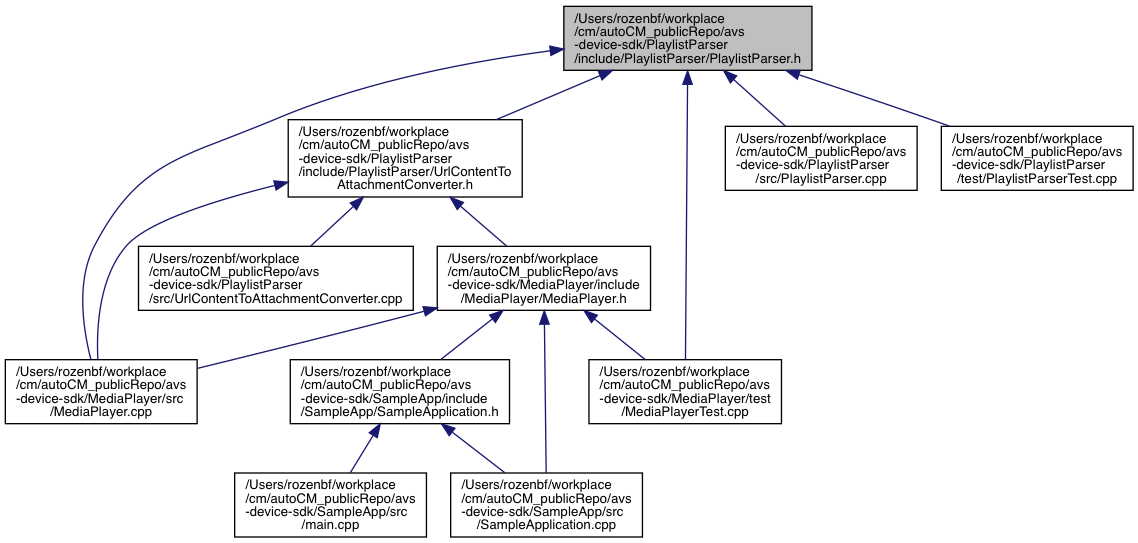 /Users/rozenbf/workplace
/cm/autoCM_publicRepo/avs
-device-sdk/PlaylistParser
/include/PlaylistParser/PlaylistParser.h
/Users/rozenbf/workplace
/cm/autoCM_publicRepo/avs
-device-sdk/PlaylistParser
/include/PlaylistParser/UrlContentTo
AttachmentConverter.h
/Users/rozenbf/workplace
/cm/autoCM_publicRepo/avs
-device-sdk/PlaylistParser
/src/PlaylistParser.cpp
/Users/rozenbf/workplace
/cm/autoCM_publicRepo/avs
-device-sdk/PlaylistParser
/test/PlaylistParserTest.cpp
/Users/rozenbf/workplace
/cm/autoCM_publicRepo/avs
-device-sdk/PlaylistParser
/src/UrlContentToAttachmentConverter.cpp
/Users/rozenbf/workplace
/cm/autoCM_publicRepo/avs
-device-sdk/MediaPlayer/include
/MediaPlayer/MediaPlayer.h
/Users/rozenbf/workplace
/cm/autoCM_publicRepo/avs
-device-sdk/MediaPlayer/src
/MediaPlayer.cpp
/Users/rozenbf/workplace
/cm/autoCM_publicRepo/avs
-device-sdk/SampleApp/include
/SampleApp/SampleApplication.h
/Users/rozenbf/workplace
/cm/autoCM_publicRepo/avs
-device-sdk/MediaPlayer/test
/MediaPlayerTest.cpp
/Users/rozenbf/workplace
/cm/autoCM_publicRepo/avs
-device-sdk/SampleApp/src
/main.cpp
/Users/rozenbf/workplace
/cm/autoCM_publicRepo/avs
-device-sdk/SampleApp/src
/SampleApplication.cpp